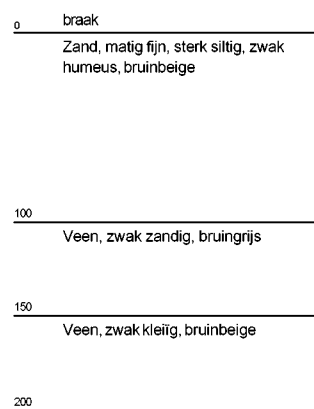 0 braak
Zand, matig fijn, sterk siltig, zwak
humeus, bruinbeige
100
Veen, zwak zandig, bruingrijs
150
Veen, zwak kleiïg, bruinbeige
200